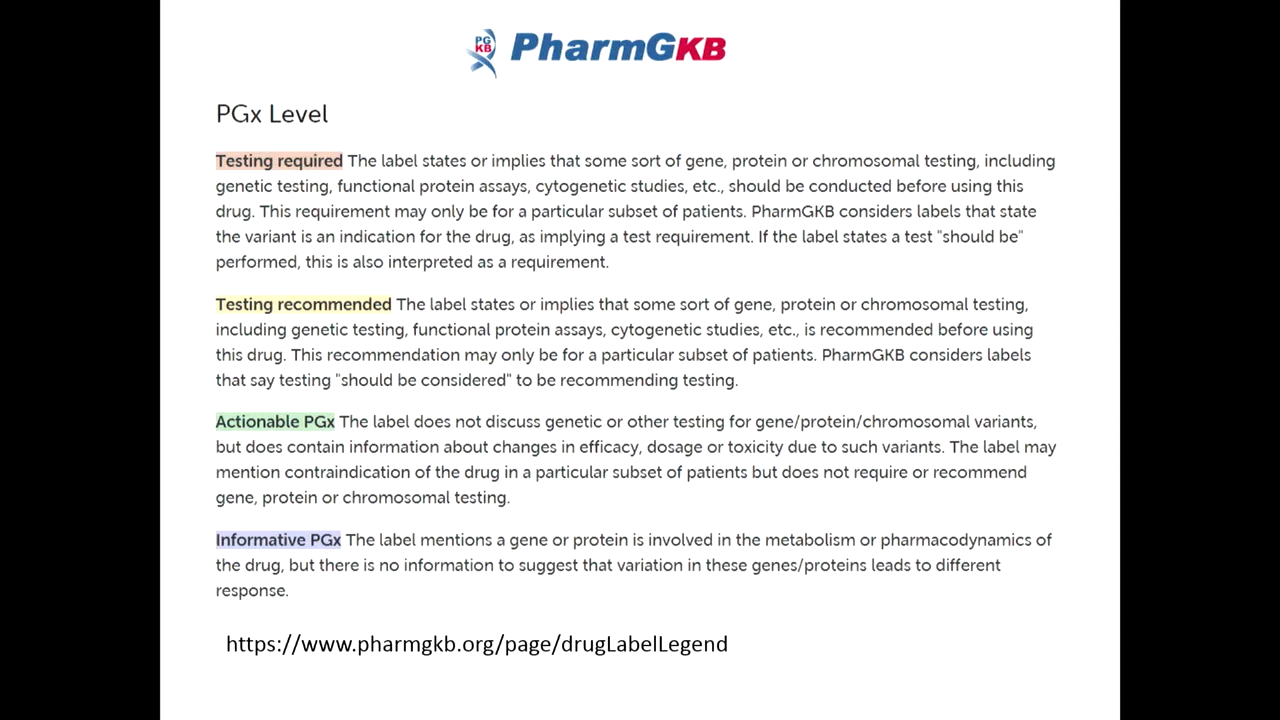 PG
KB
PharmGKB
PGx Level
Testing required The label states or implies that some sort of gene, protein or chromosomal testing, including
genetic testing, functional protein assays, cytogenetic studies, etc., should be conducted before using this
drug. This requirement may only be for a particular subset of patients. PharmGKB considers labels that state
the variant is an indication for the drug, as implying a test requirement. If the label states a test "should be"
performed, this is also interpreted as a requirement.
Testing recommended The label states or implies that some sort of gene, protein or chromosomal testing,
including genetic testing, functional protein assays, cytogenetic studies, etc., is recommended before using
this drug. This recommendation may only be for a particular subset of patients. PharmGKB considers labels
that say testing "should be considered" to be recommending testing.
Actionable PGx The label does not discuss genetic or other testing for gene/protein/chromosomal variants,
but does contain information about changes in efficacy, dosage or toxicity due to such variants. The label may
mention contraindication of the drug in a particular subset of patients but does not require or recommend
gene, protein or chromosomal testing.
Informative PGx The label mentions a gene or protein is involved in the metabolism or pharmacodynamics of
the drug, but there is no information to suggest that variation in these genes/proteins leads to different
response.
https://www.pharmgkb.org/page/drugLabelLegend